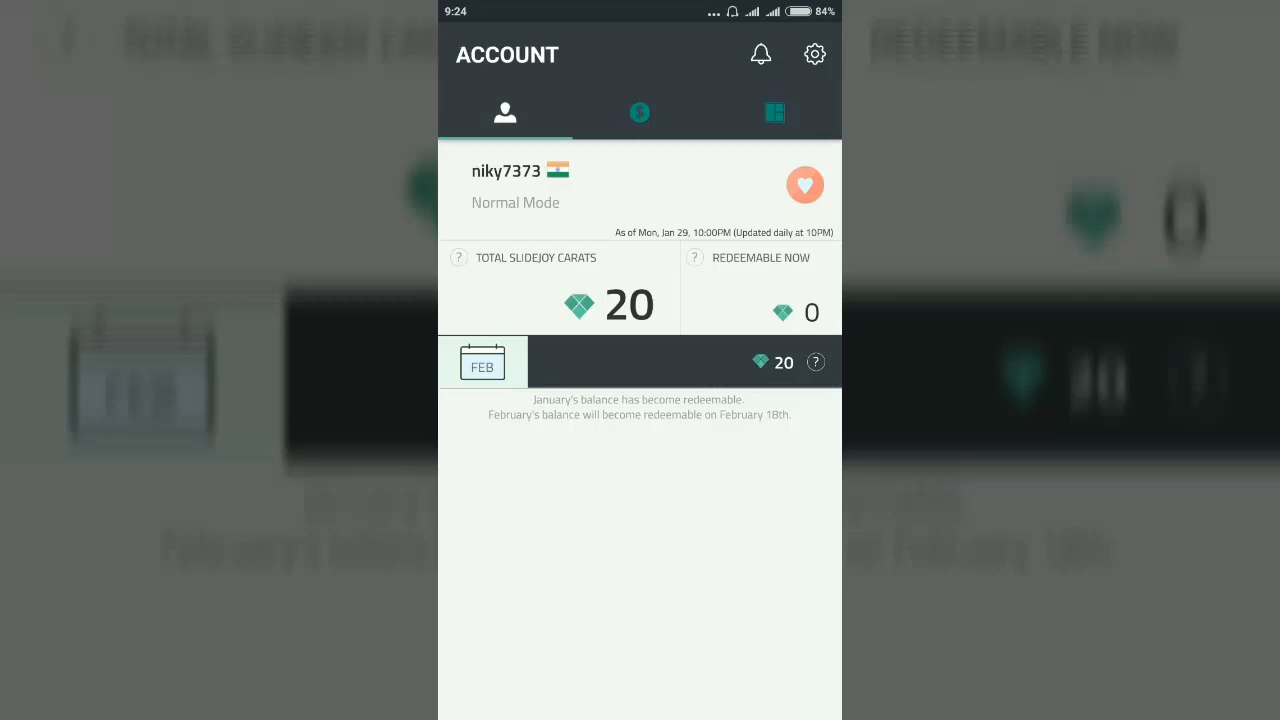 9:24
84%
ACCOUNT
niky7373
Normal Mode
As of Mon, Jan 29, 10:00PM (Updated daily at 10PM)
? TOTAL SLIDEJOY CARATS
20
? REDEEMABLE NOW
0
FEB
20 ?
January's balance has become redeemable.
February's balance will become redeemable on February 18th.